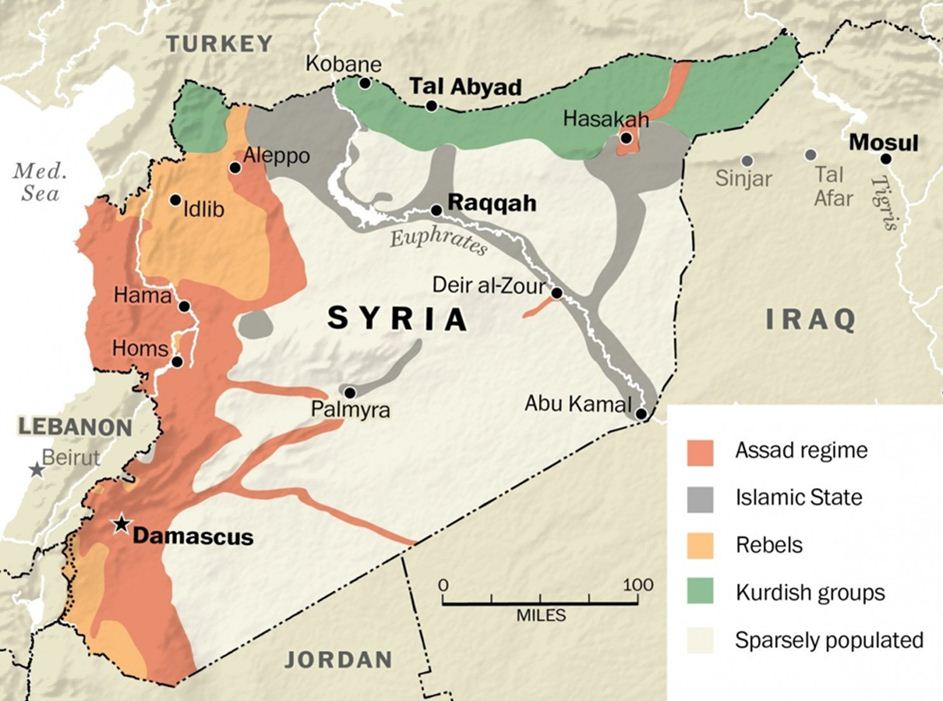 TURKEY
Kobane
Tal Abyad
Hasakah
Mosul
Aleppo
Med.
Sea
Sinjar
Tal
Afar
Tigris
Idlib
Raqqah
Euphrates
Deir al-Zour
Hama
SYRIA
IRAQ
Homs
Palmyra
Abu Kamal
LEBANON
Beirut
Damascus
JORDAN
0 100
MILES
Assad regime
Islamic State
Rebels
Kurdish groups
Sparsely populated